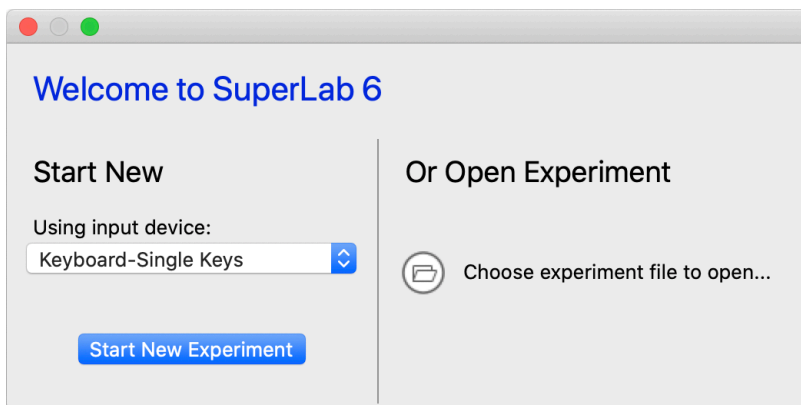 Welcome to SuperLab 6
Start New
Using input device:
Keyboard-Single Keys
Start New Experiment
Or Open Experiment
Choose experiment file to open...